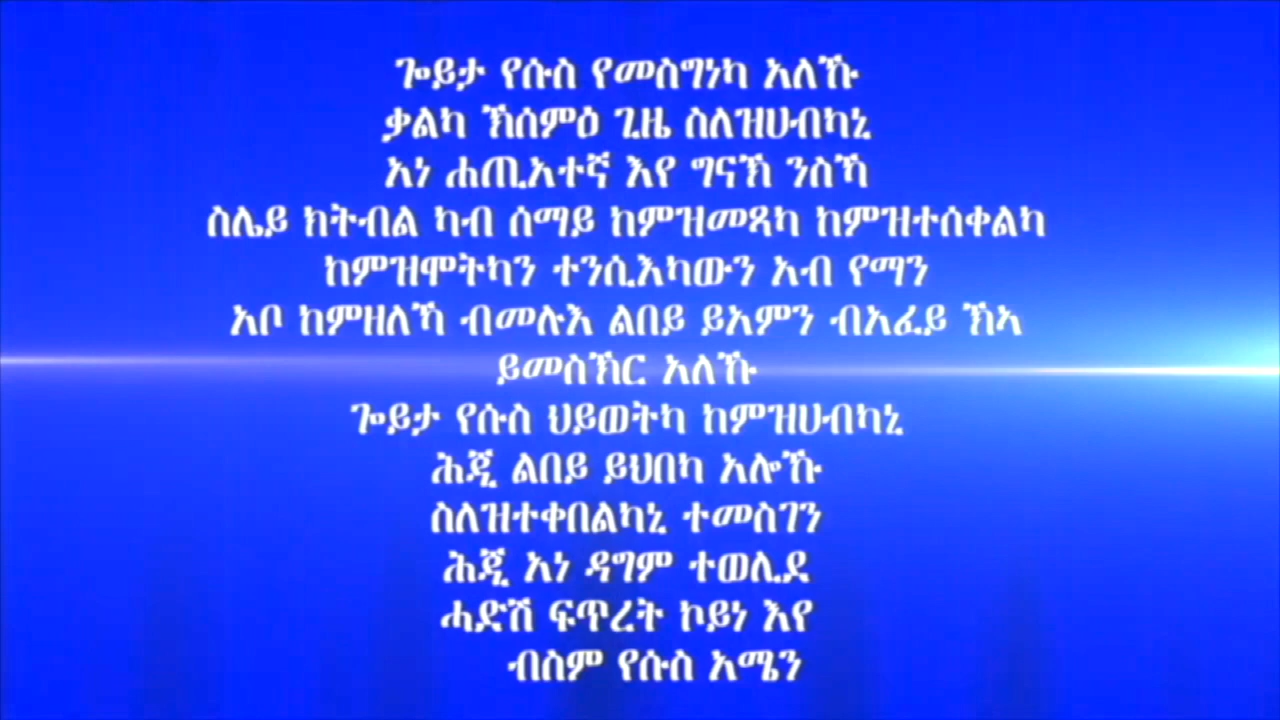 ጐይታ የሱስ የመስግነካ አለኹ
ቃልካ ኽሰምዕ ጊዜ ስለዝሀብካኒ
አነ ሐጢአተኛ እየ ግናኽ ንስኻ
ስሌይ ክትብል ካብ ሰማይ ከምዝመጻካ ከምዝተሰቀልካ
ከምዝሞትካን ተንሲእካውን አብ የማን
አቦ ከምዘለኻ ብመሉእ ልበይ ይአምን ብአፈይ ኽኣ
ይመስኽር አለኹ
ጐይታ የሱስ ህይወትካ ከምዝሀብካኒ
ሕጂ ልበይ ይህበካ አሎኹ
ስለዝተቀበልካኒ ተመስገን
ሕጂ አነ ዳግም ተወሊደ
ሓድሽ ፍጥረት ኮይነ እየ
ብስም የሱስ አሜን